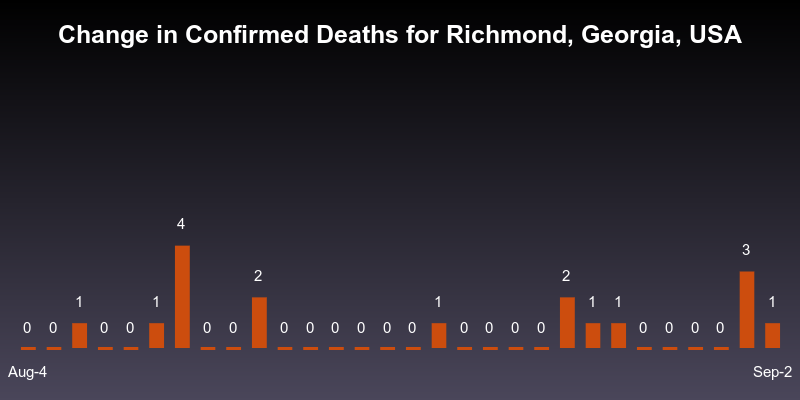 Change in Confirmed Deaths for Richmond, Georgia, USA
0 0 1 0 0 1 4 0 0 2 0 0 0 0 0 0 1 0 0 0 0 2 1 1 0 0 0 0 3 1
Aug-4 Sep-2